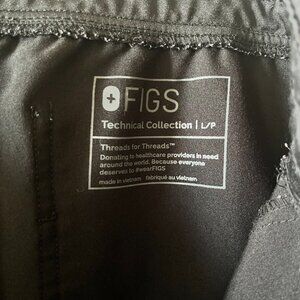 FIGS
Technical Collection | L/P
Threads for Threads™
Donating to healthcare providers in need
around the world. Because everyone
deserves to #wearFIGS
made in vietnam fabriqué au vietnam